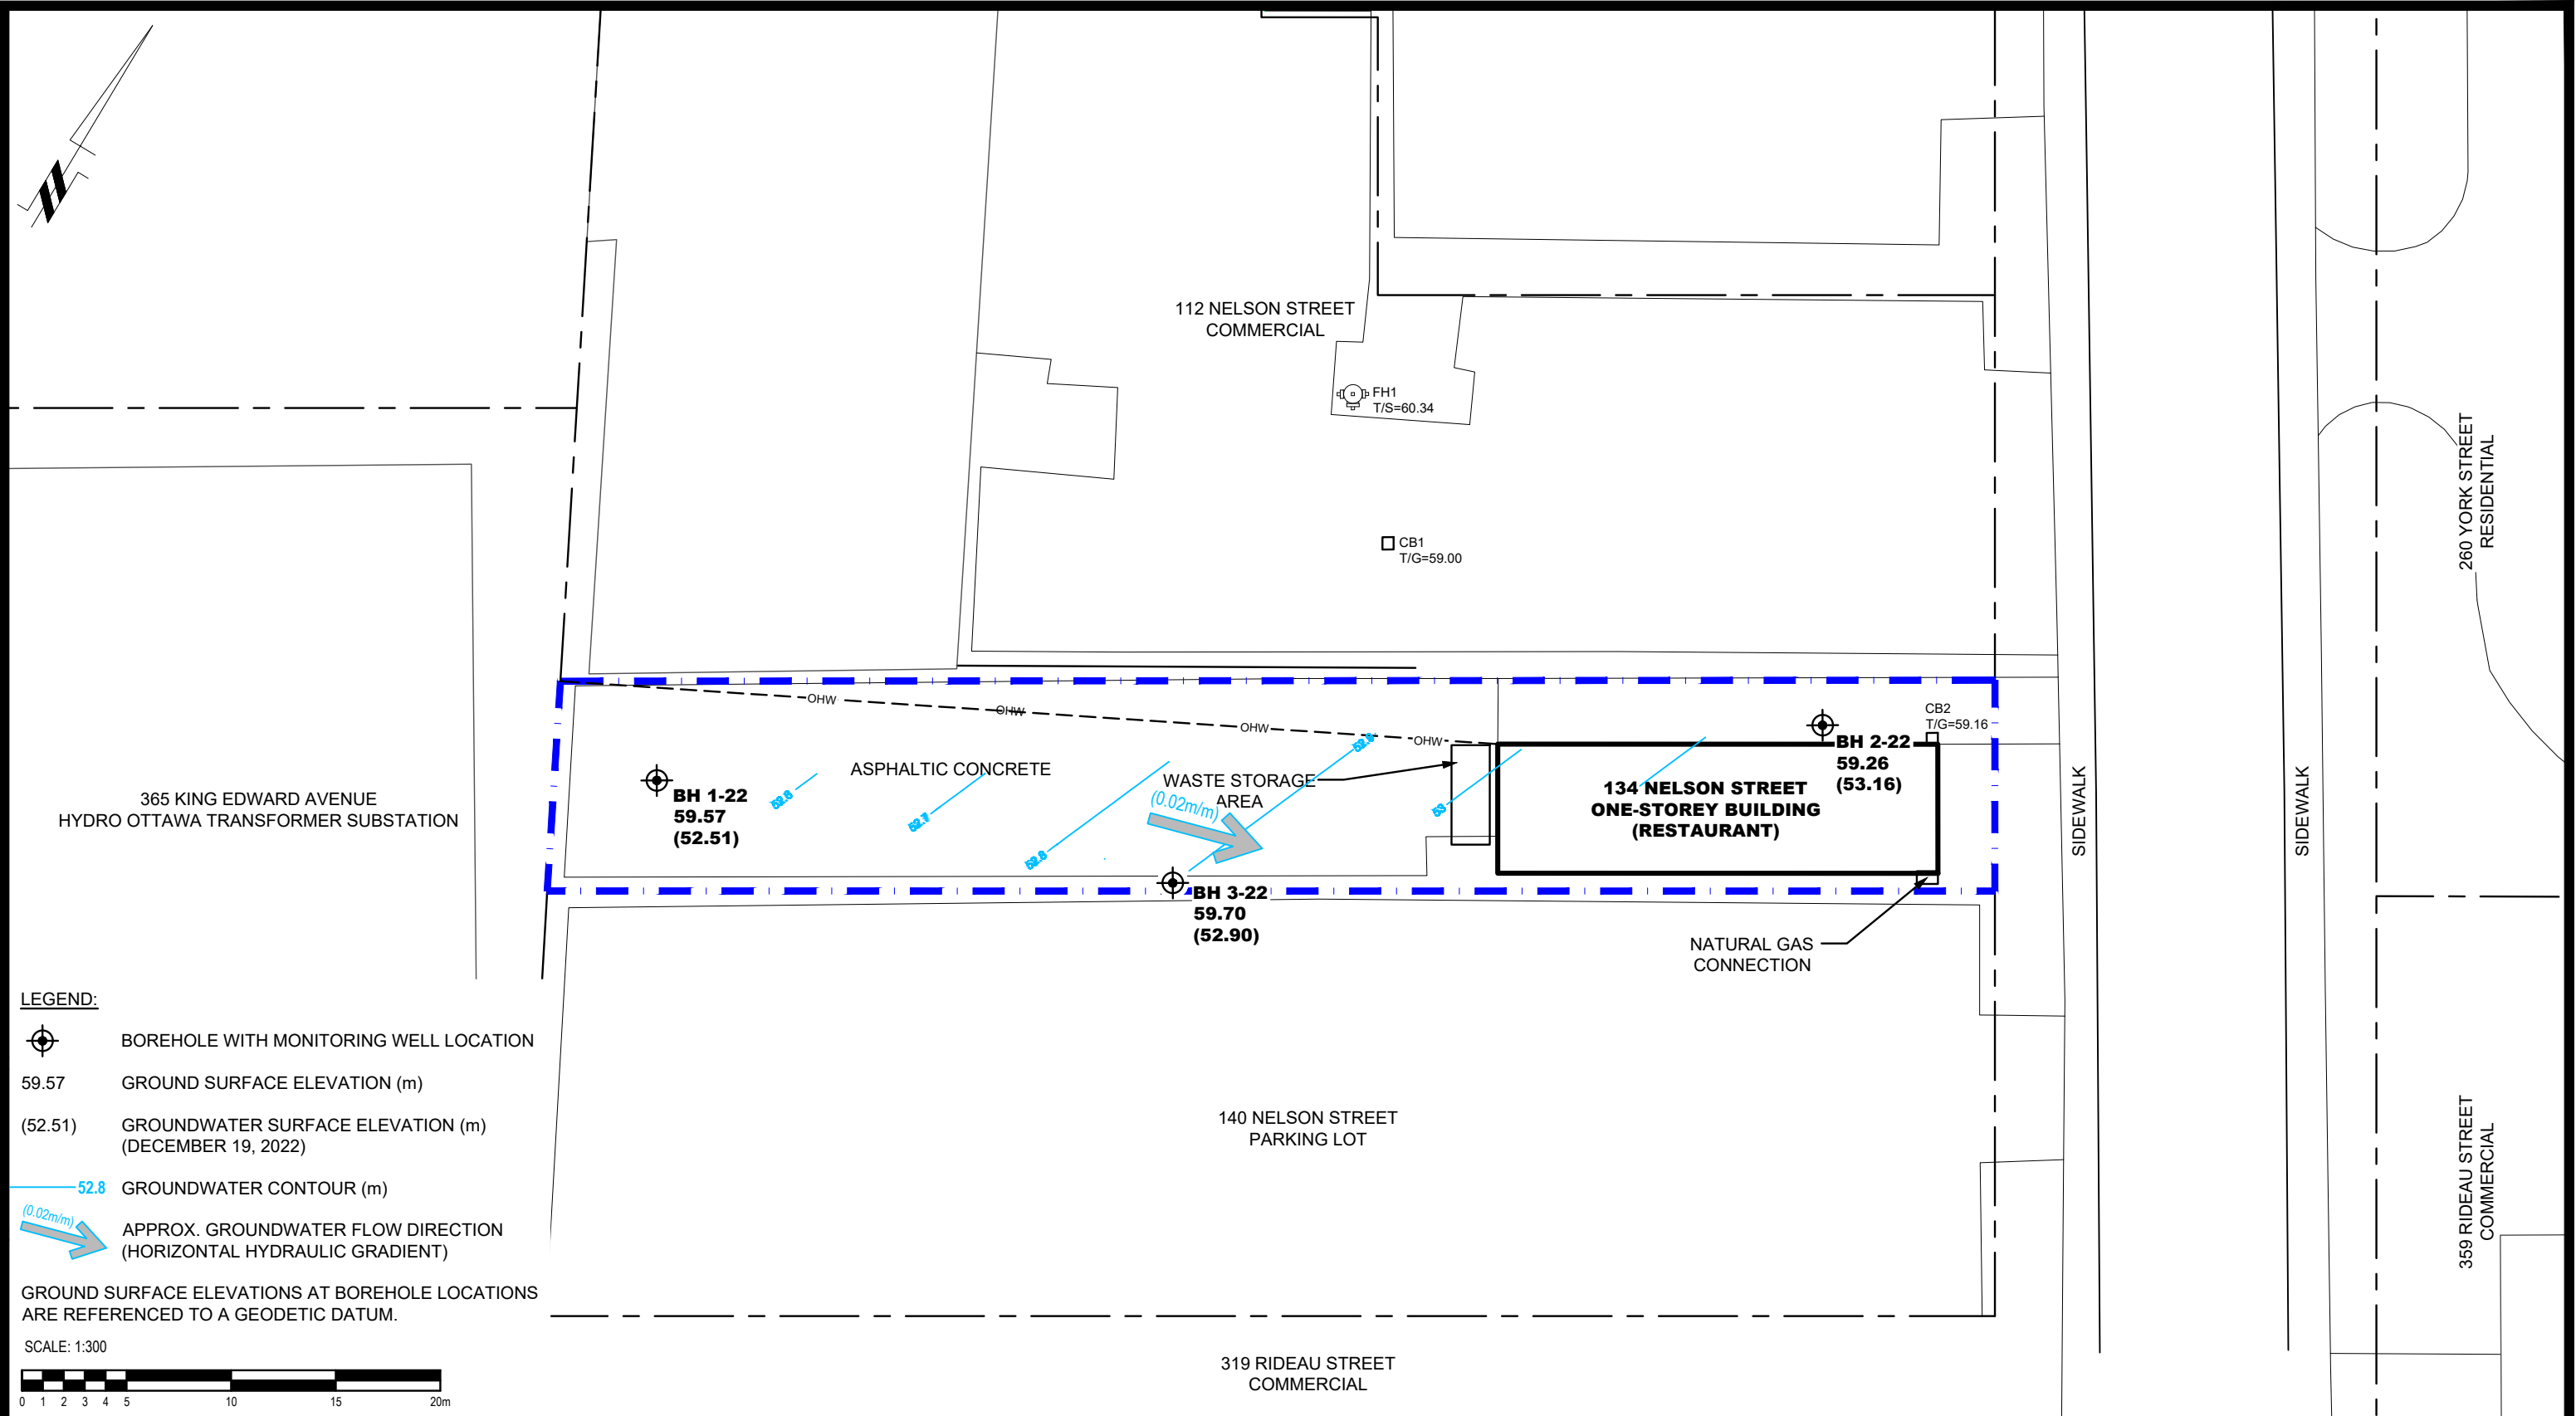 112 NELSON STREET
COMMERCIAL
FH1
T/S=60.34
CB1
T/G=59.00
260 YORK STREET
RESIDENTIAL
OHW
OHW
OHW
OHW
CB2
T/G=59.16
BH 2-22
59.26
(53.16)
52.9
ASPHALTIC CONCRETE
WASTE STORAGE
AREA
(0.02m/m)
134 NELSON STREET
ONE-STOREY BUILDING
(RESTAURANT)
365 KING EDWARD AVENUE
HYDRO OTTAWA TRANSFORMER SUBSTATION
BH 1-22
59.57
(52.51)
52.7
52.8
53
SIDEWALK
SIDEWALK
BH 3-22
59.70
(52.90)
NATURAL GAS
CONNECTION
LEGEND:
BOREHOLE WITH MONITORING WELL LOCATION
59.57 GROUND SURFACE ELEVATION (m)
(52.51) GROUNDWATER SURFACE ELEVATION (m)
(DECEMBER 19, 2022)
52.8 GROUNDWATER CONTOUR (m)
(0.02m/m)
APPROX. GROUNDWATER FLOW DIRECTION
(HORIZONTAL HYDRAULIC GRADIENT)
GROUND SURFACE ELEVATIONS AT BOREHOLE LOCATIONS
ARE REFERENCED TO A GEODETIC DATUM.
SCALE: 1:300
0 1 2 3 4 5 10 15 20m
140 NELSON STREET
PARKING LOT
319 RIDEAU STREET
COMMERCIAL
359 RIDEAU STREET
COMMERCIAL